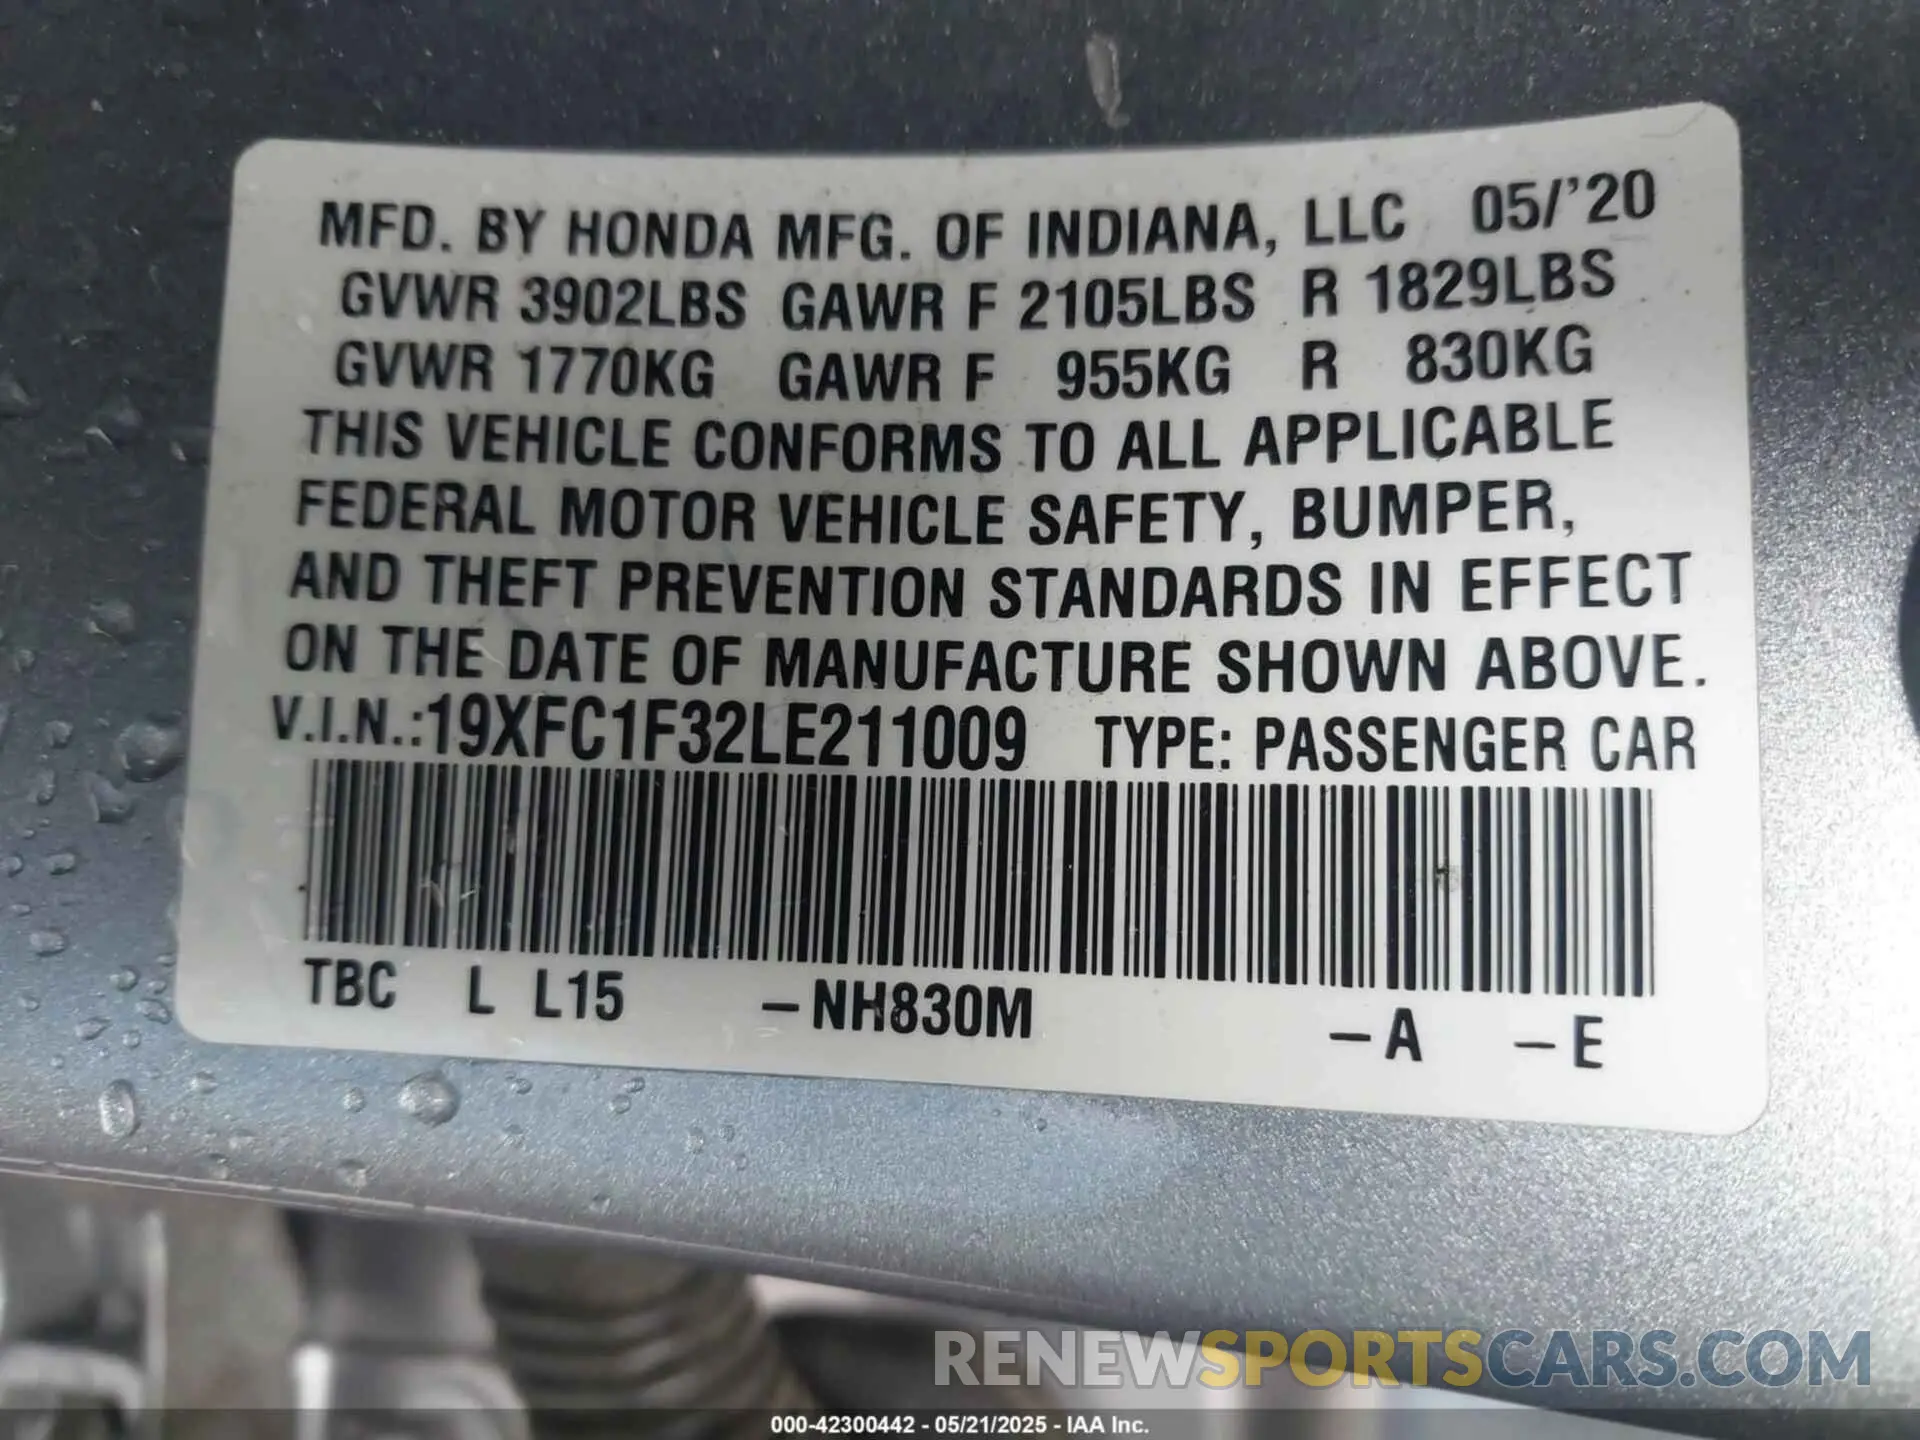 MFD. BY HONDA MFG. OF INDIANA, LLC 05/'20
GVWR 3902LBS GAWR F 2105LBS R 1829LBS
GVWR 1770KG GAWR F 955KG R 830KG
THIS VEHICLE CONFORMS TO ALL APPLICABLE
FEDERAL MOTOR VEHICLE SAFETY, BUMPER,
AND THEFT PREVENTION STANDARDS IN EFFECT
ON THE DATE OF MANUFACTURE SHOWN ABOVE.
V.I.N.:19XFC1F32LE211009 TYPE: PASSENGER CAR
TBC L L15 -NH830M -A -E
RENEWSPORTSCARS.COM
000-42300442 - 05/21/2025 - IAA Inc.